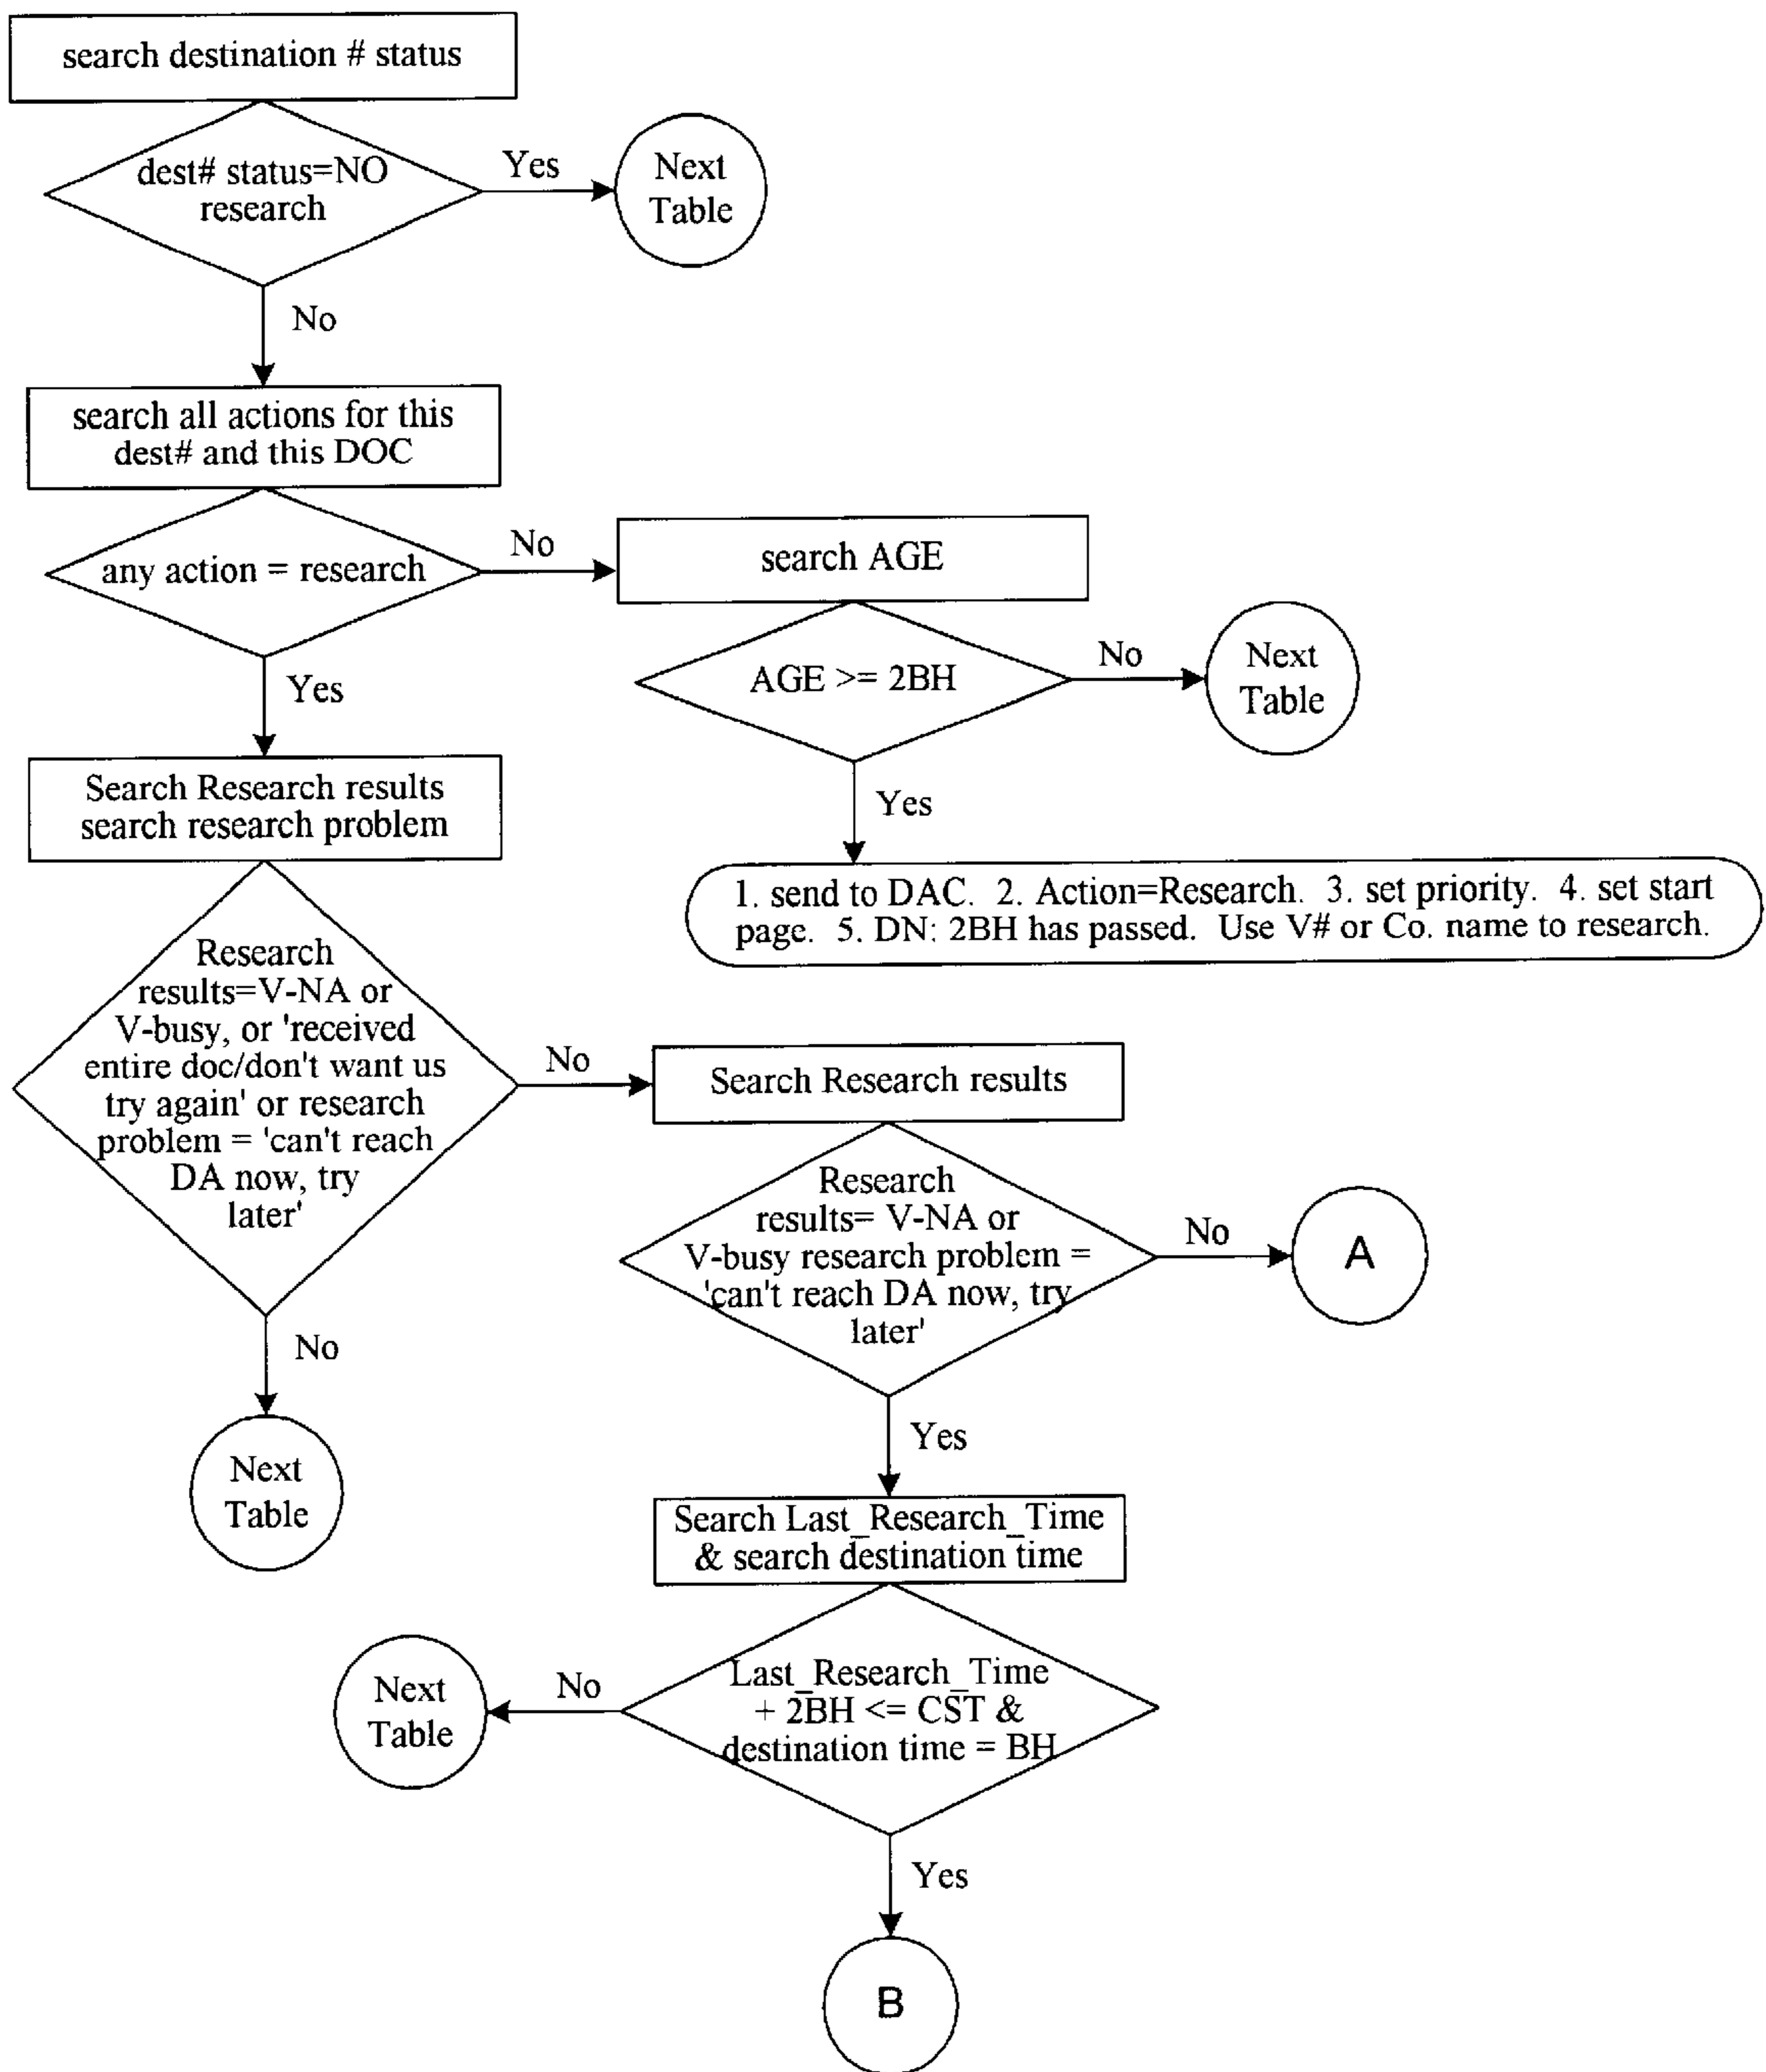 search destination # status
dest# status=NO
research
Yes
Next
Table
No
search all actions for this
dest# and this DOC
any action = research
No
search AGE
AGE >= 2BH
No
Next
Table
Yes
1. send to DAC. 2. Action=Research. 3. set priority. 4. set start
page. 5. DN: 2BH has passed. Use V# or Co. name to research.
Yes
Search Research results
search research problem
Research
results=V-NA or
V-busy, or 'received
entire doc/don't want us
try again' or research
problem = 'can't reach
DA now, try
later'
No
Next
Table
No
Search Research results
Research
results= V-NA or
V-busy research problem =
'can't reach DA now, try
later'
No
A
Yes
Search Last_Research_Time
& search destination time
Last_Research_Time
+ 2BH <= CST &
destination time = BH
No
Next
Table
Yes
B